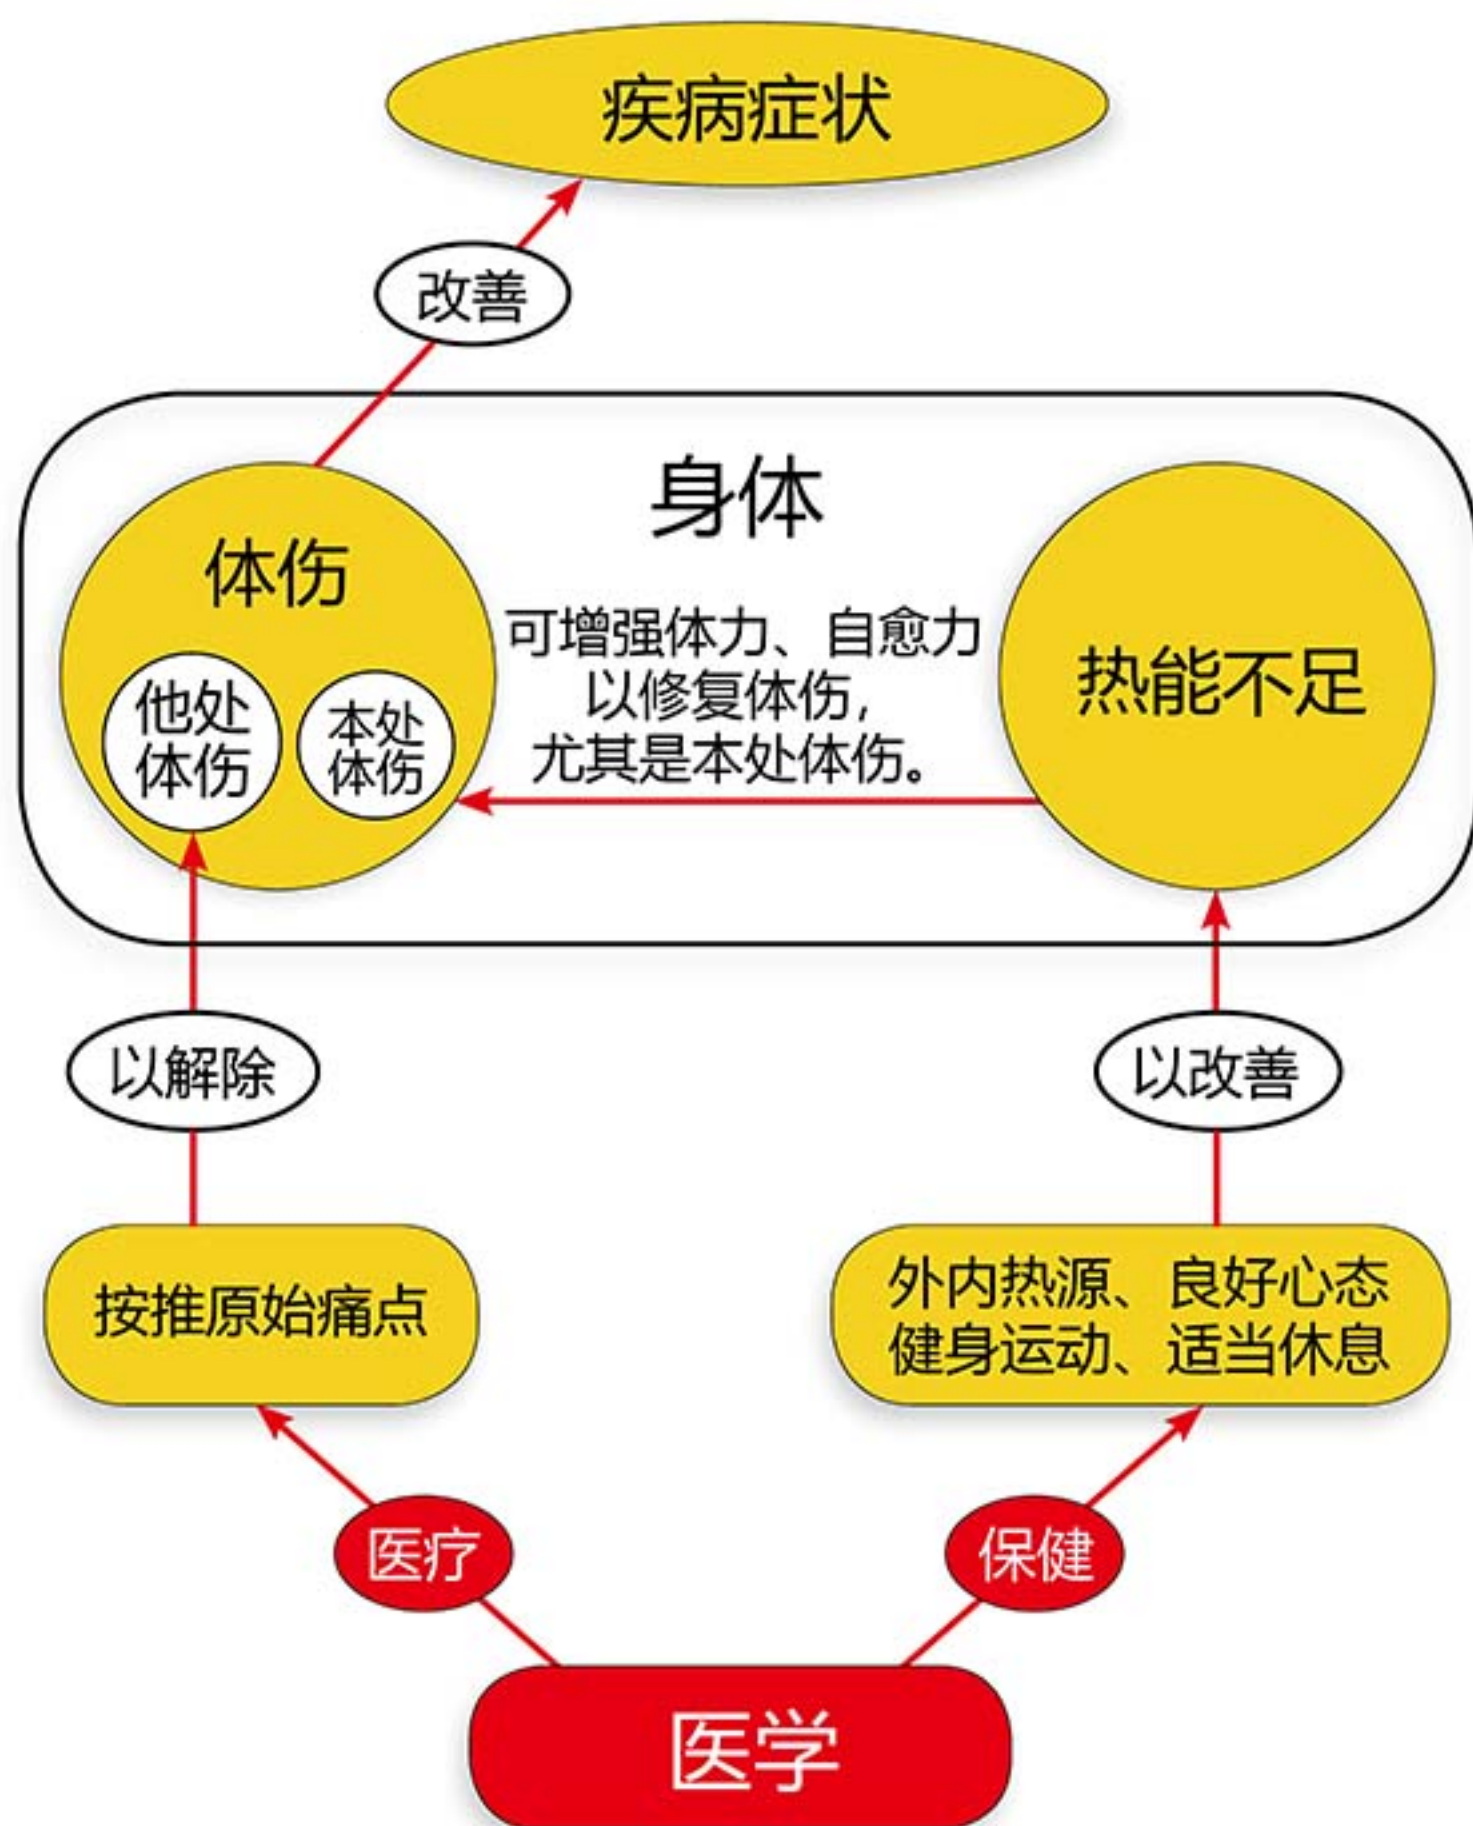 疾病症状
改善
身体
体伤
他处
体伤
本处
体伤
可增强体力、自愈力
以修复体伤，
尤其是本处体伤。
热能不足
以解除
以改善
按推原始痛点
外内热源、良好心态
健身运动、适当休息
医疗
保健
医学